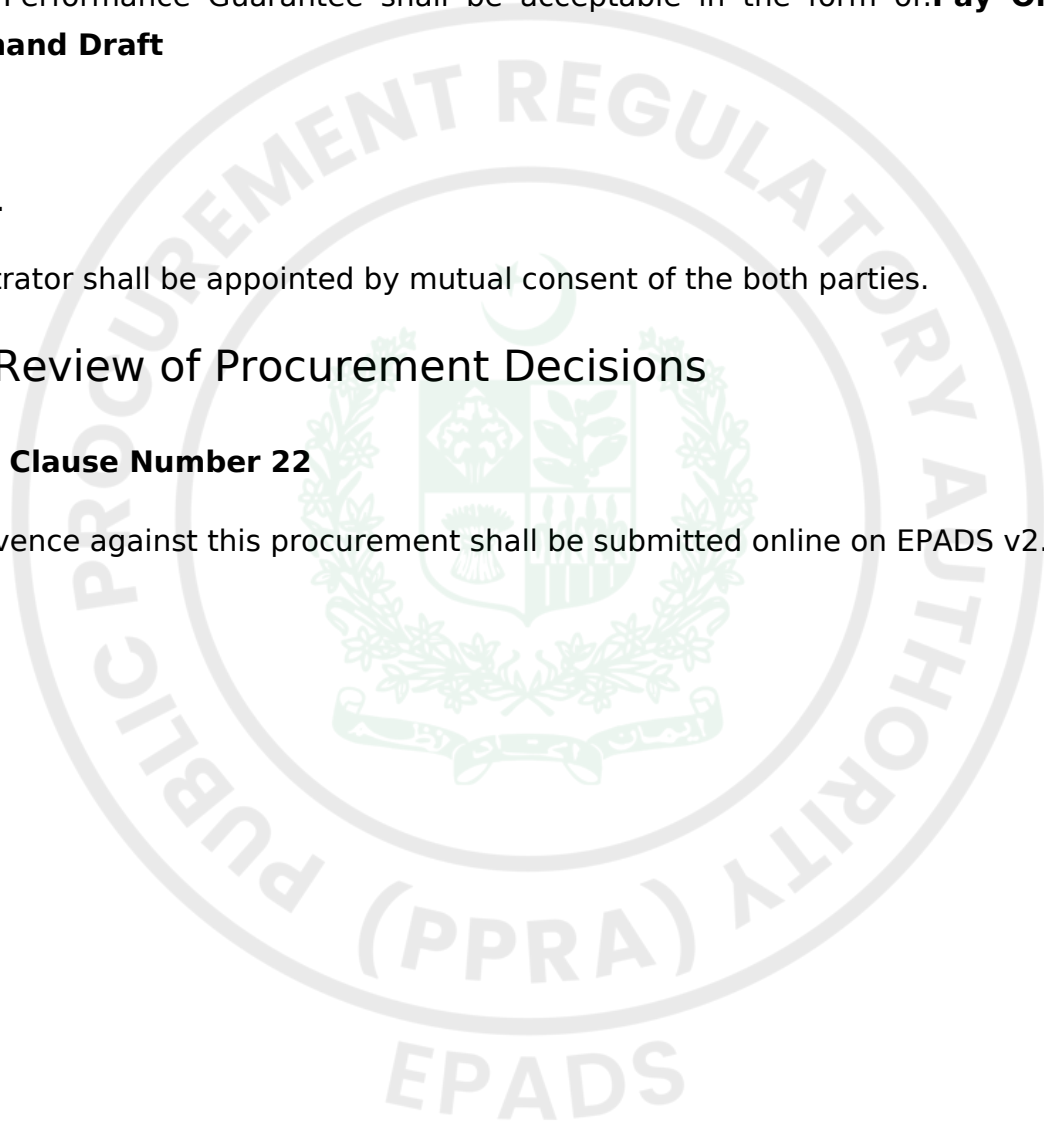 Performance Guarantee shall be acceptable in the form of:Pay Or
nand Draft
.
trator shall be appointed by mutual consent of the both parties.
Review of Procurement Decisions
Clause Number 22
vence against this procurement shall be submitted online on EPADS v2.
PUBLIC PROCUREMENT REGULATORY AUTHORITY
(PPRA)
EPADS